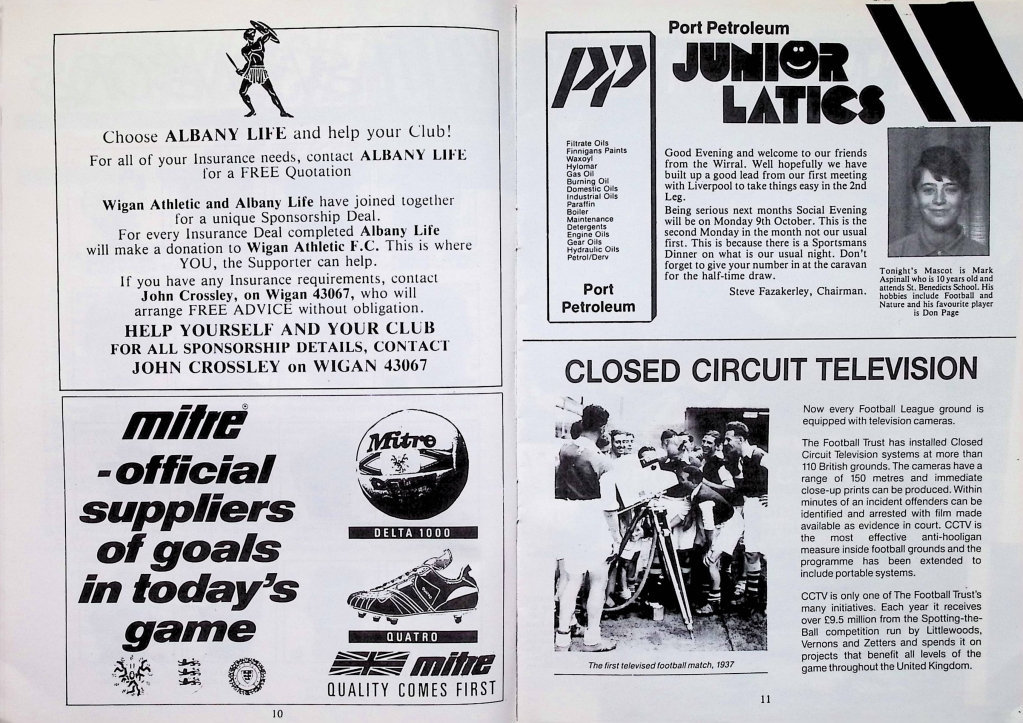 Choose ALBANY LIFE and help your Club!
For all of your Insurance needs, contact ALBANY LIFE
for a FREE Quotation
Wigan Athletic and Albany Life have joined together
for a unique Sponsorship Deal.
For every Insurance Deal completed Albany Life
will make a donation to Wigan Athletic F.C. This is where
YOU, the Supporter can help.
If you have any Insurance requirements, contact
John Crossley, on Wigan 43067, who will
arrange FREE ADVICE without obligation.
HELP YOURSELF AND YOUR CLUB
FOR ALL SPONSORSHIP DETAILS, CONTACT
JOHN CROSSLEY on WIGAN 43067
mitre®
-official
suppliers
of goals
in today's
game
Mitre
DELTA 1000
QUATRO
mitre
QUALITY COMES FIRST
10
pp
Filtrate Oils
Finnigans Paints
Waxoyl
Hylomar
Gas Oil
Burning Oil
Domestic Oils
Industrial Oils
Paraffin
Boiler
Maintenance
Detergents
Engine Oils
Gear Oils
Hydraulic Oils
Petrol/Derv
Port
Petroleum
Port Petroleum
JUNIOR
LATICS
Good Evening and welcome to our friends
from the Wirral. Well hopefully we have
built up a good lead from our first meeting
with Liverpool to take things easy in the 2nd
Leg.
Being serious next months Social Evening
will be on Monday 9th October. This is the
second Monday in the month not our usual
first. This is because there is a Sportsmans
Dinner on what is our usual night. Don't
forget to give your number in at the caravan
for the half-time draw.
Steve Fazakerley, Chairman.
Tonight's Mascot is Mark
Aspinall who is 10 years old and
attends St. Benedicts School. His
hobbies include Football and
Nature and his favourite player
is Don Page
CLOSED CIRCUIT TELEVISION
The first televised football match, 1937
Now every Football League ground is
equipped with television cameras.
The Football Trust has installed Closed
Circuit Television systems at more than
110 British grounds. The cameras have a
range of 150 metres and immediate
close-up prints can be produced. Within
minutes of an incident offenders can be
identified and arrested with film made
available as evidence in court. CCTV is
the most effective anti-hooligan
measure inside football grounds and the
programme has been extended to
include portable systems.
CCTV is only one of The Football Trust's
many initiatives. Each year it receives
over £9.5 million from the Spotting-the-
Ball competition run by Littlewoods,
Vernons and Zetters and spends it on
projects that benefit all levels of the
game throughout the United Kingdom.
11